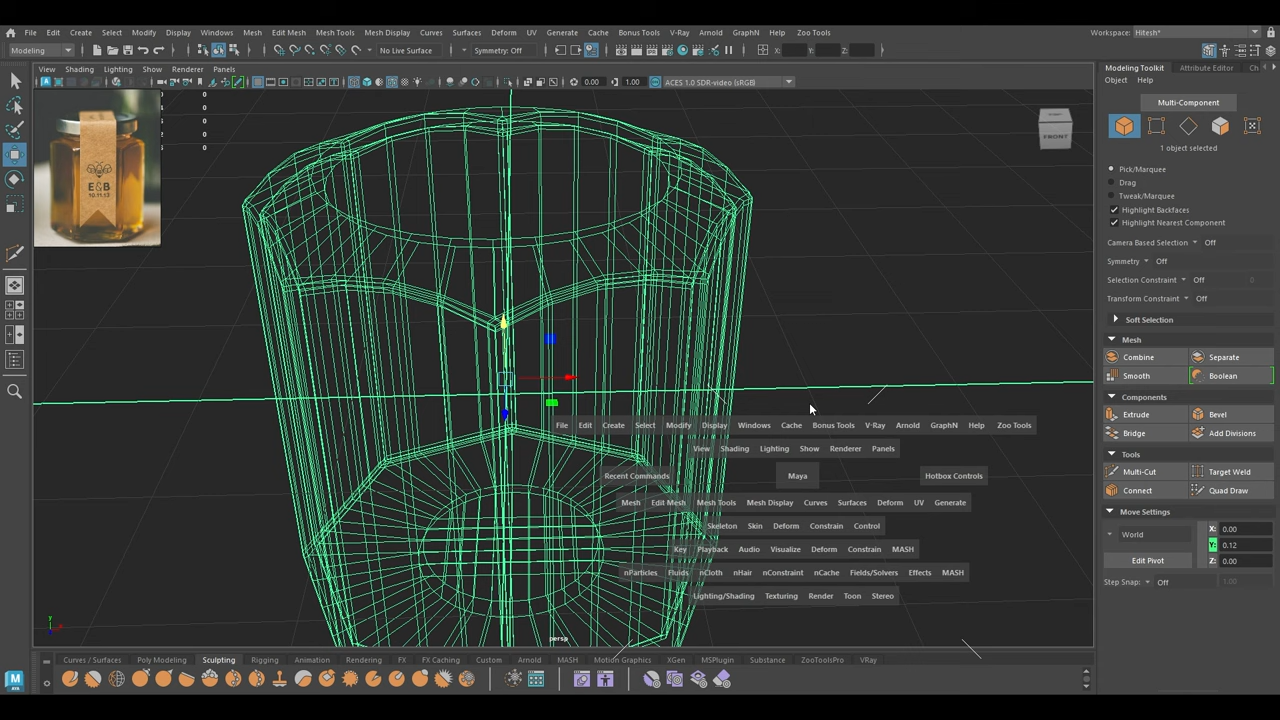 File Edit Create Select Modify Display Windows Mesh Edit Mesh Mesh Tools Mesh Display Curves Surfaces Deform UV Generate Cache Bonus Tools V-Ray Arnold GraphN Help Zoo Tools Workspace: Hitesh*
Modeling No Live Surface Symmetry: Off X: Y: Z:
View Shading Lighting Show Renderer Panels
Modeling Toolkit Attribute Editor Ch
Object Help
0.00 1.00 ACES 1.0 SDR-video (sRGB)
0
0
0
0
0
Multi-Component
1 object selected
FRONT
E&B
10.11.13
Pick/Marquee
Drag
Tweak/Marquee
Highlight Backfaces
Highlight Nearest Component
Camera Based Selection Off
Symmetry Off
Selection Constraint Off
Transform Constraint Off
Soft Selection
Mesh
Combine Separate
Smooth Boolean
Components
Extrude Bevel
Bridge Add Divisions
Tools
Multi-Cut Target Weld
Connect Quad Draw
Move Settings
World
X: 0.00
Y: 0.12
Z: 0.00
Edit Pivot
Step Snap: Off 1.00
File Edit Create Select Modify Display Windows Cache Bonus Tools V-Ray Arnold GraphN Help Zoo Tools
View Shading Lighting Show Renderer Panels
Recent Commands Maya Hotbox Controls
Mesh Edit Mesh Mesh Tools Mesh Display Curves Surfaces Deform UV Generate
Skeleton Skin Deform Constrain Control
Key Playback Audio Visualize Deform Constrain MASH
nParticles Fluids nCloth nHair nConstraint nCache Fields/Solvers Effects MASH
Lighting/Shading Texturing Render Toon Stereo
persp
y
Curves / Surfaces Poly Modeling Sculpting Rigging Animation Rendering FX FX Caching Custom Arnold MASH Motion Graphics XGen MSPlugin Substance ZooToolsPro VRay
M